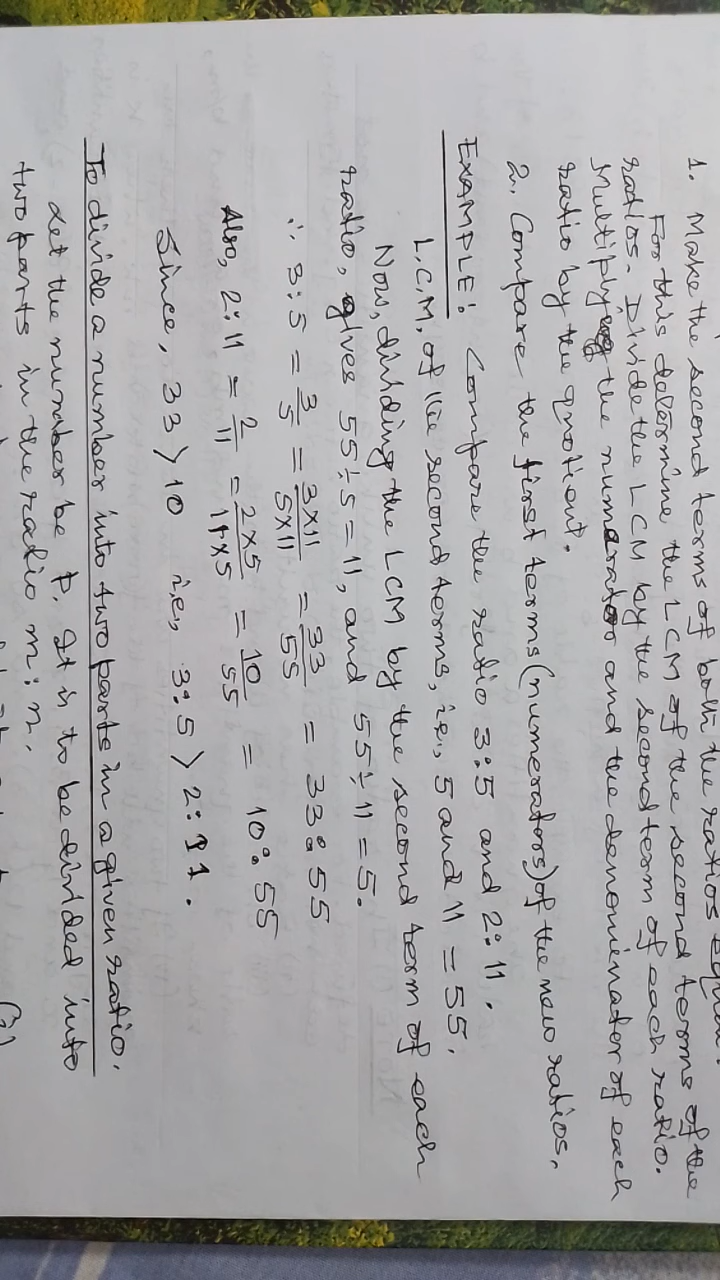 1. Make the second terms of both the ratios equal.
For this determine the LCM of the second terms of the
ratios. Divide the LCM by the second term of each ratio.
Multiply the numerator and the denominator of each
ratio by the quotient.
2. Compare the first terms (numerators) of the new ratios.
EXAMPLE: Compare the ratio 3:5 and 2:11.
L.C.M. of the second terms, i.e., 5 and 11 = 55.
Now, dividing the LCM by the second term of each
ratio, gives 55÷5 = 11, and 55÷11 = 5.
∴ 3:5 = 3/5 = 3×11/5×11 = 33/55 = 33:55
Also, 2:11 = 2/11 = 2×5/11×5 = 10/55 = 10:55
Since, 33 > 10 i.e., 3:5 > 2:11.
To divide a number into two parts in a given ratio.
Let the number be P. It is to be divided into
two parts in the ratio m:n.